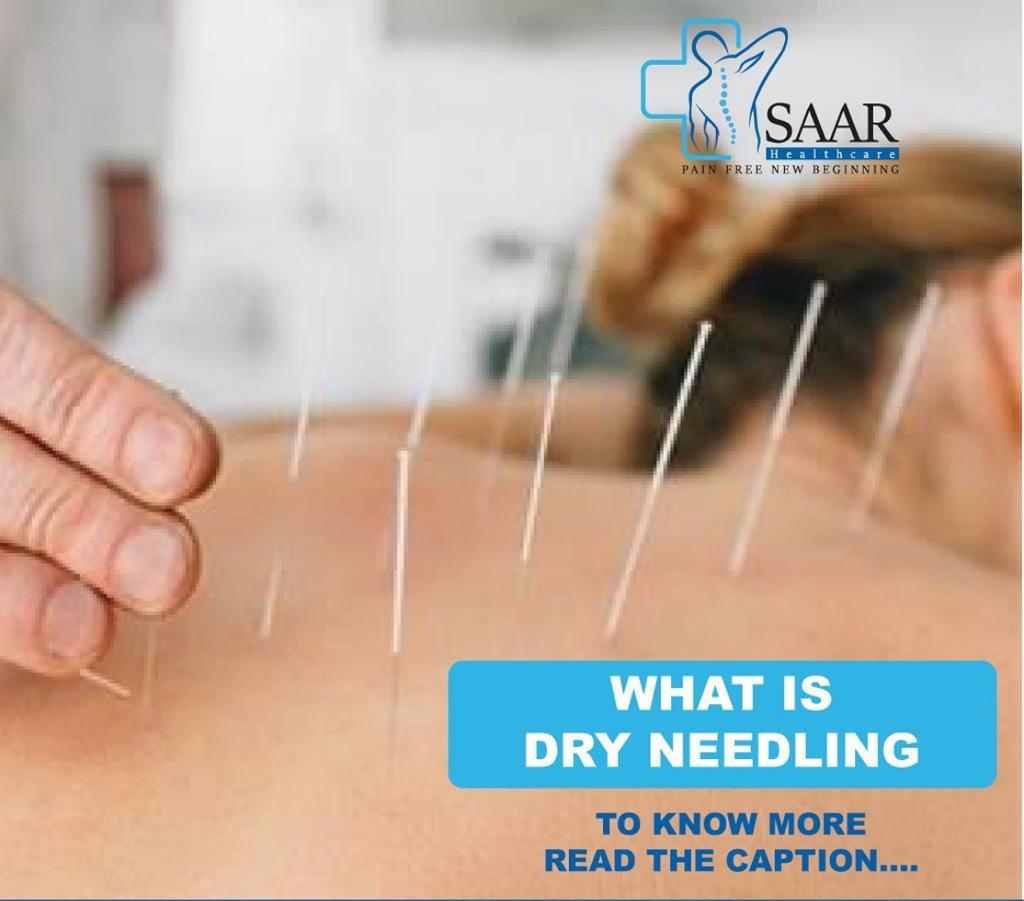 SAAR
Healthcare
PAIN FREE NEW BEGINNING
WHAT IS
DRY NEEDLING
TO KNOW MORE
READ THE CAPTION....